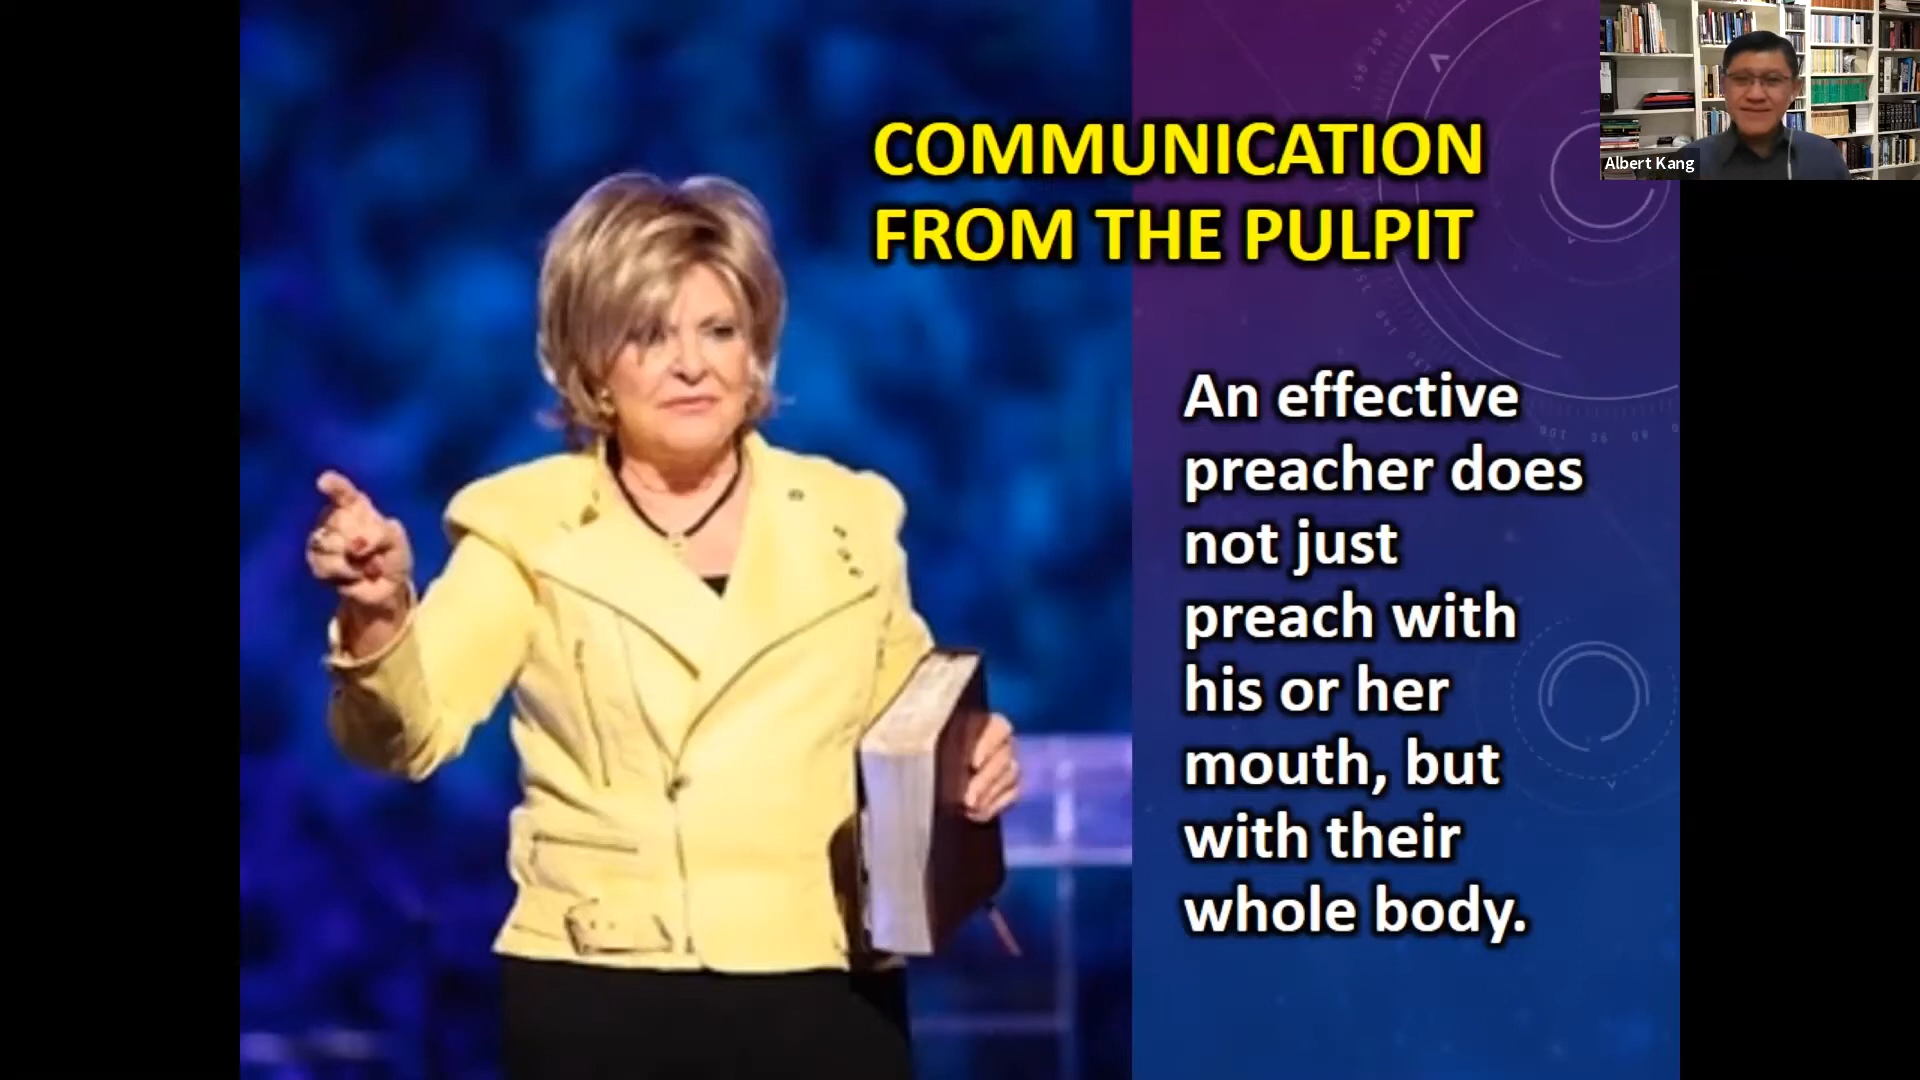 COMMUNICATION
FROM THE PULPIT
Albert Kang
An effective
preacher does
not just
preach with
his or her
mouth, but
with their
whole body.